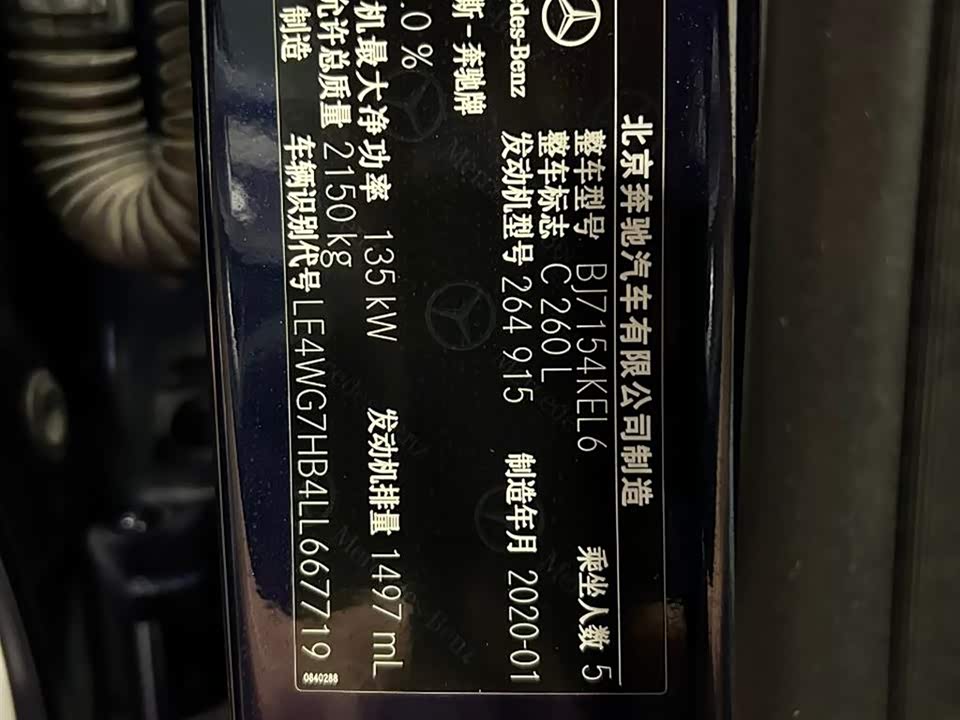 北京奔驰汽车有限公司制造
整车型号 BJ7154KEL6 乘坐人数 5
整车标志 C 260 L
发动机型号 264 915 制造年月 2020-01
Mercedes-Benz
斯-奔驰牌
.0 %
机最大净功率 135 kW 发动机排量 1497 mL
允许总质量 2150 kg
制造 车辆识别代号 LE4WG7HB4LL667719
0840288